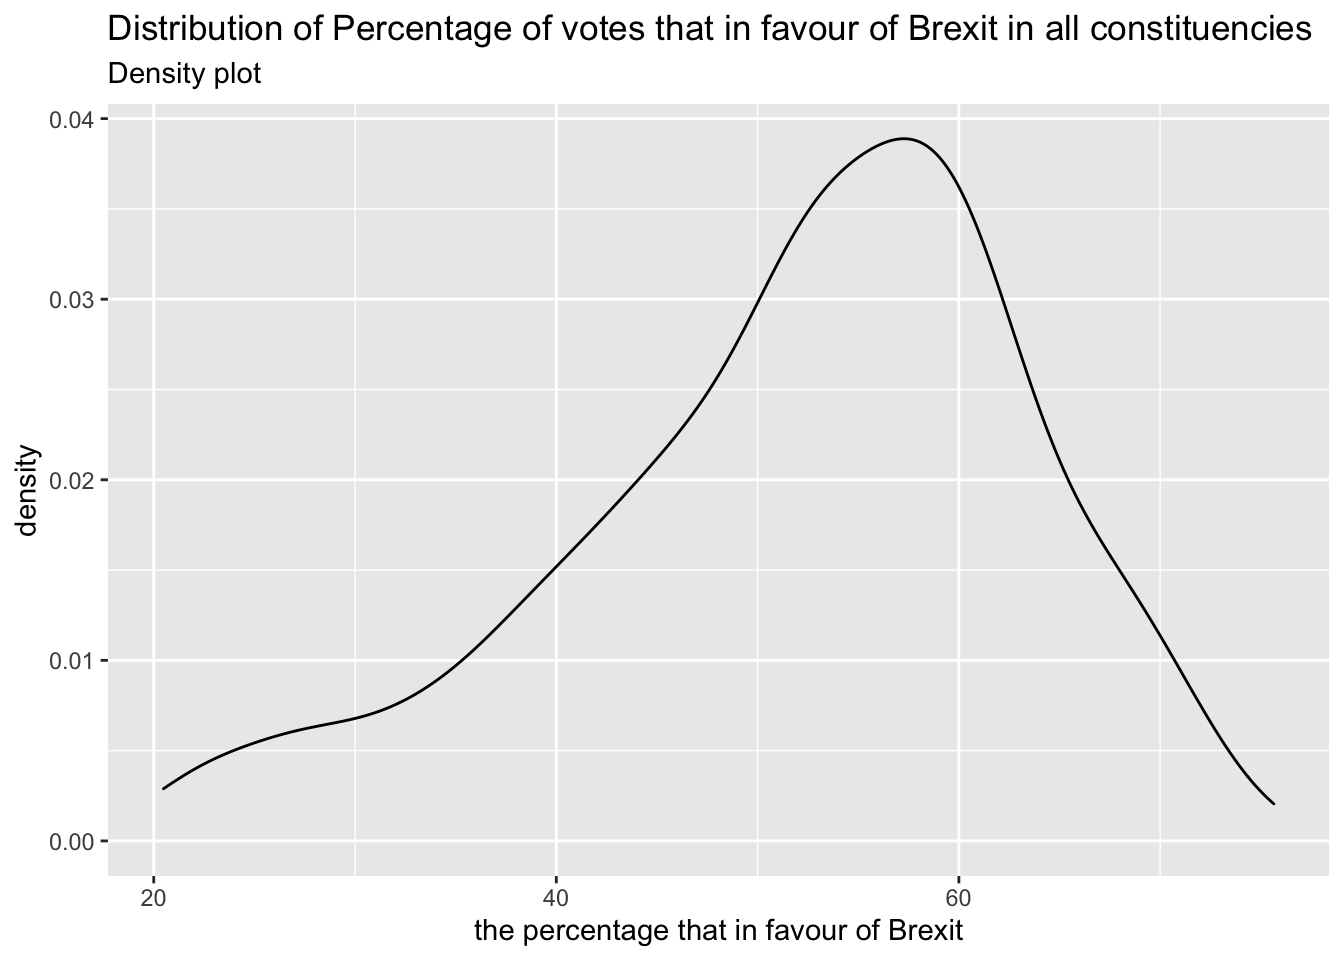 Distribution of Percentage of votes that in favour of Brexit in all constituencies
Density plot
0.04
0.03
0.02
0.01
0.00
density
20 40 60
the percentage that in favour of Brexit